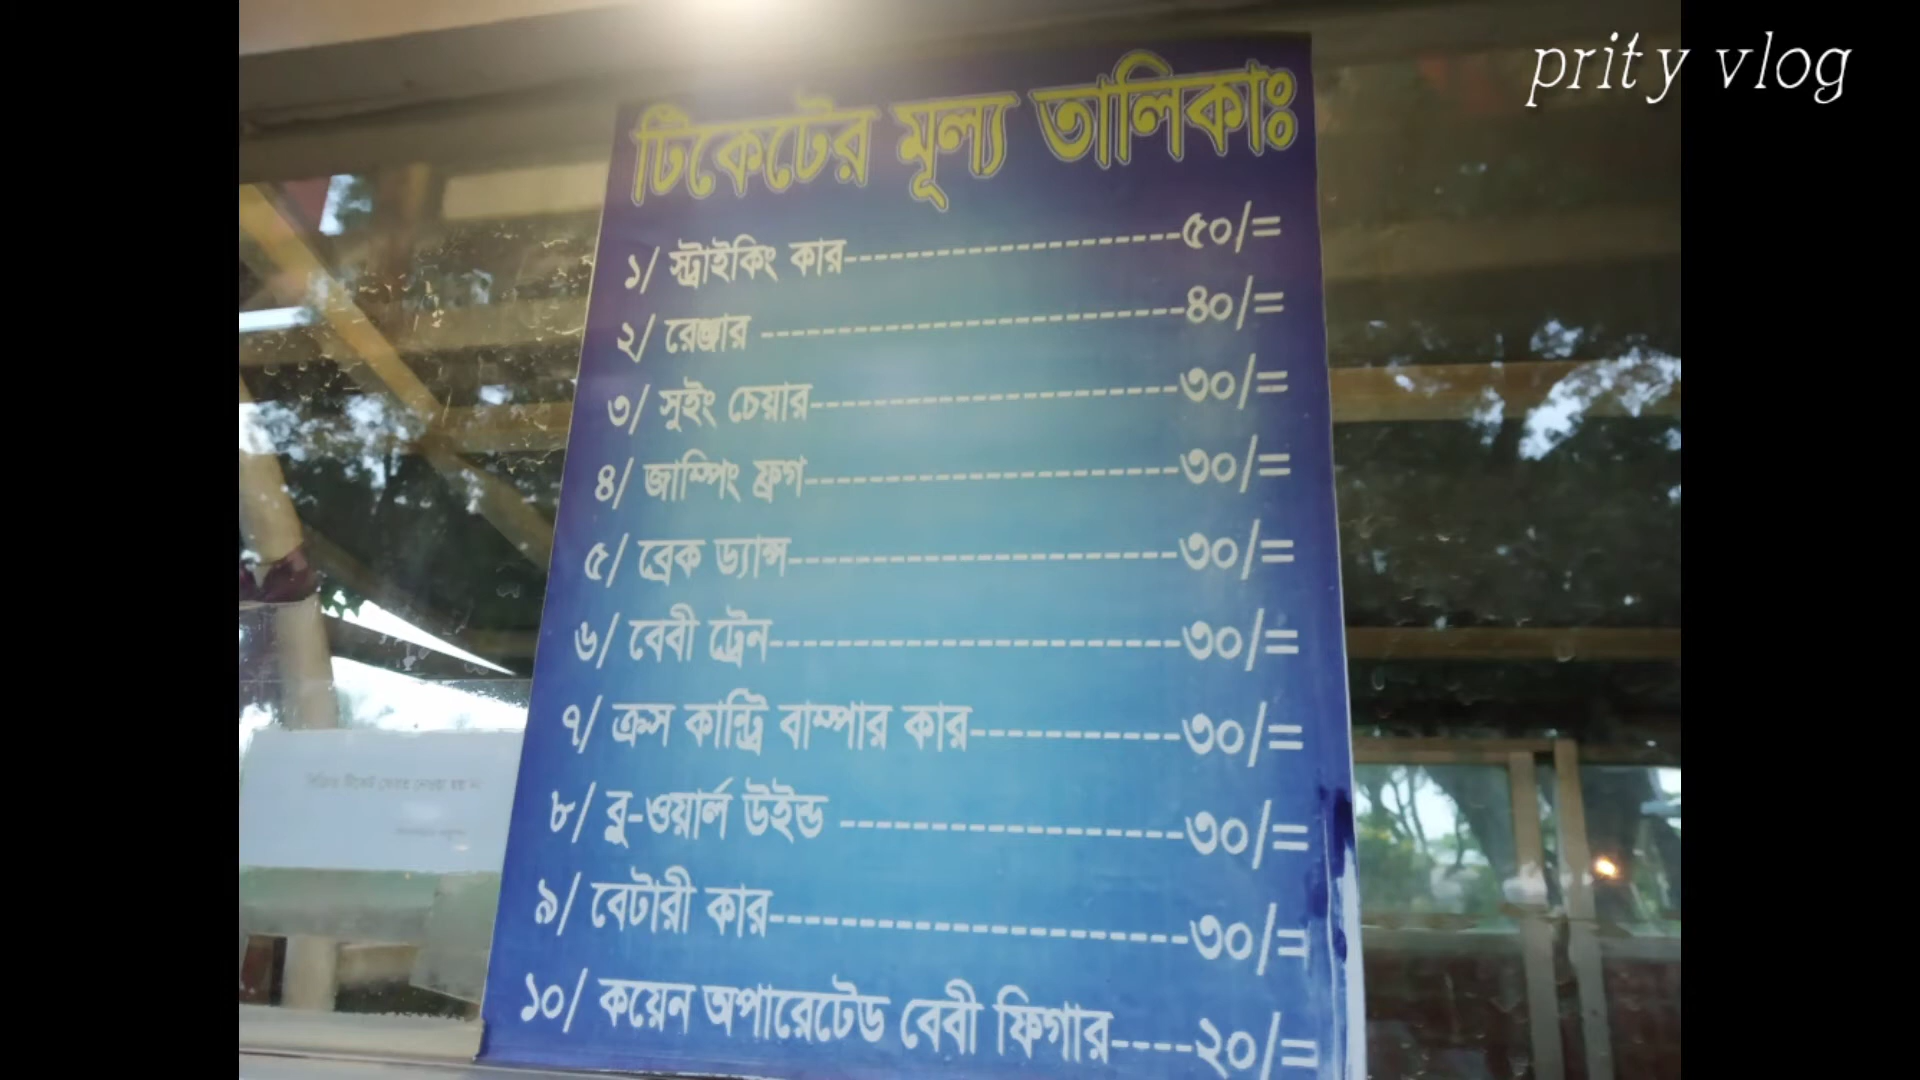 prity vlog
টিকেটের মূল্য তালিকাঃ
১/ স্ট্রাইকিং কার-----------------------৫০/=
২/ রেঞ্জার -----------------------------৪০/=
৩/ সুইং চেয়ার-------------------------৩০/=
৪/ জাম্পিং ফ্রগ-------------------------৩০/=
৫/ ব্রেক ড্যান্স--------------------------৩০/=
৬/ বেবী ট্রেন---------------------------৩০/=
৭/ ক্রস কান্ট্রি বাম্পার কার------------৩০/=
৮/ ব্লু-ওয়ার্ল উইন্ড --------------------৩০/=
৯/ বেটারী কার------------------------৩০/=
১০/ কয়েন অপারেটেড বেবী ফিগার----২০/=